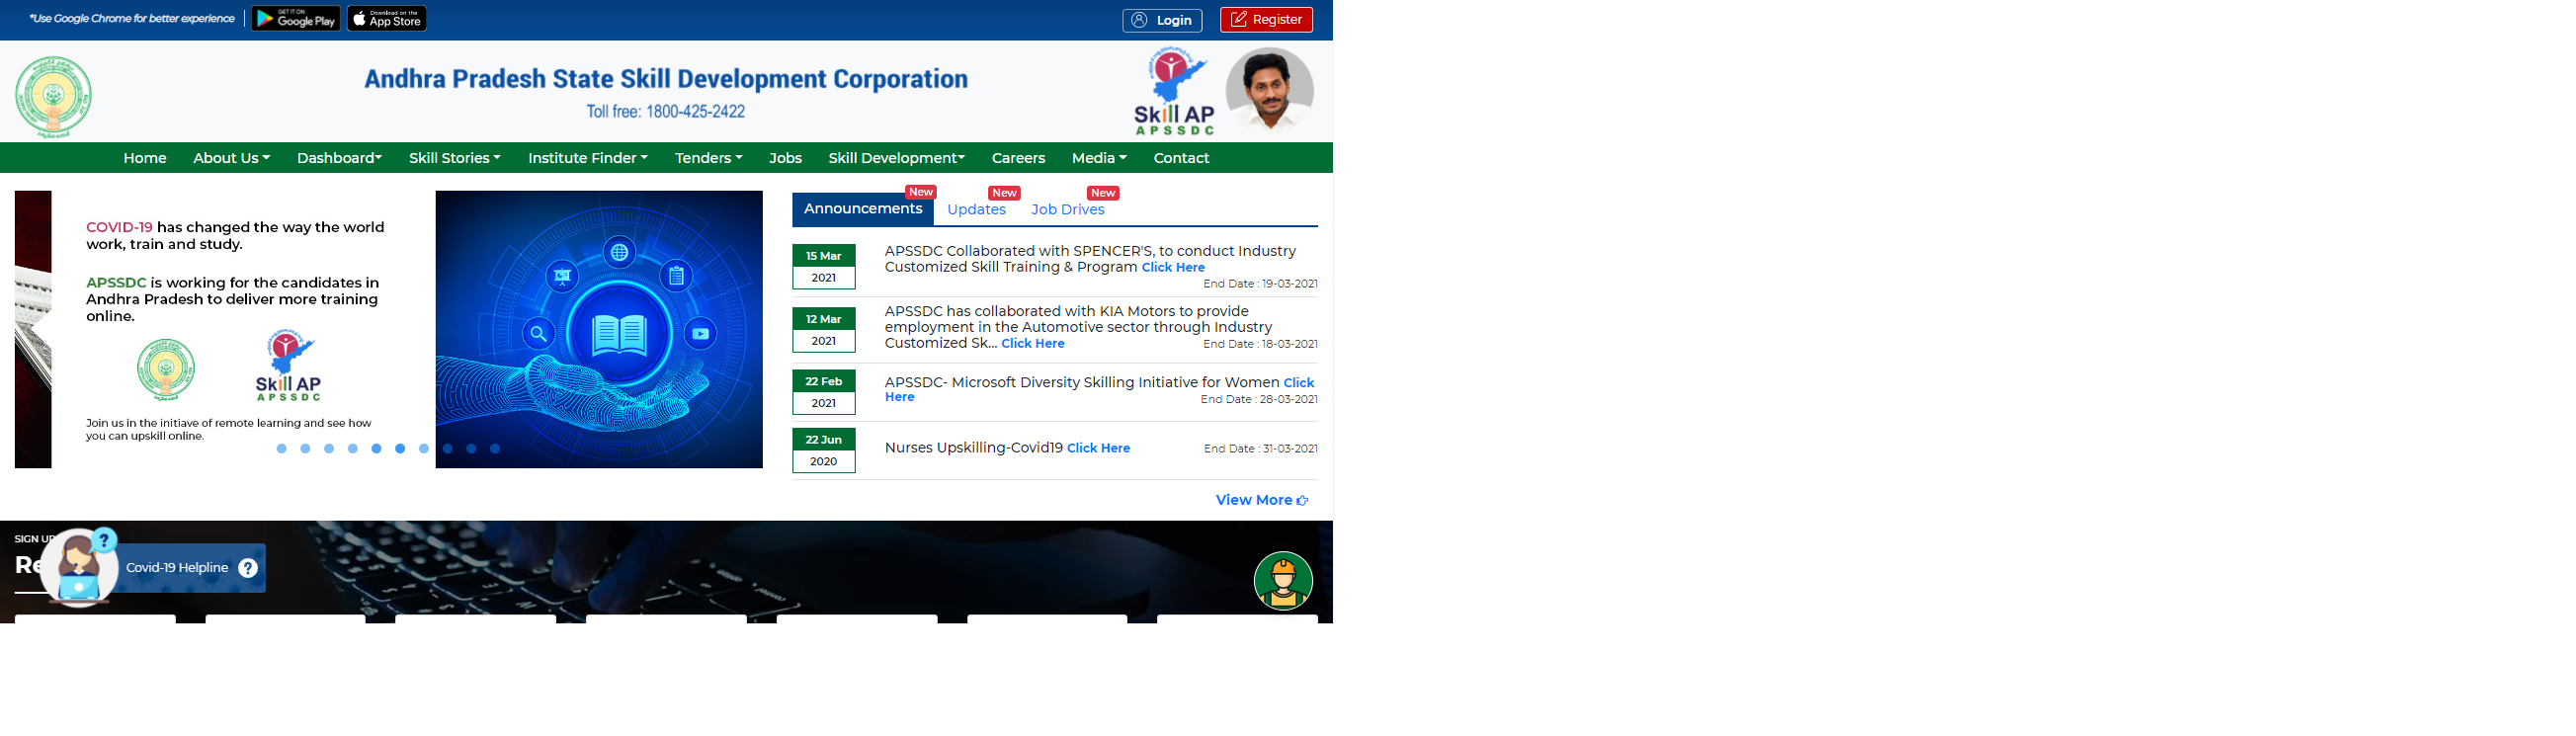 *Use Google Chrome for better experience
GET IT ON
Google Play
Download on the
App Store
Login
Register
Andhra Pradesh State Skill Development Corporation
Toll free: 1800-425-2422
Skill AP
APSSDC
Home About Us Dashboard Skill Stories Institute Finder Tenders Jobs Skill Development Careers Media Contact
COVID-19 has changed the way the world
work, train and study.
APSSDC is working for the candidates in
Andhra Pradesh to deliver more training
online.
Skill AP
APSSDC
Join us in the initiave of remote learning and see how
you can upskill online.
New New New
Announcements Updates Job Drives
15 Mar
2021
APSSDC Collaborated with SPENCER'S, to conduct Industry
Customized Skill Training & Program Click Here
End Date : 19-03-2021
12 Mar
2021
APSSDC has collaborated with KIA Motors to provide
employment in the Automotive sector through Industry
Customized Sk... Click Here
End Date : 18-03-2021
22 Feb
2021
APSSDC- Microsoft Diversity Skilling Initiative for Women Click
Here
End Date : 28-03-2021
22 Jun
2020
Nurses Upskilling-Covid19 Click Here
End Date : 31-03-2021
View More
SIGN UP
Covid-19 Helpline ?